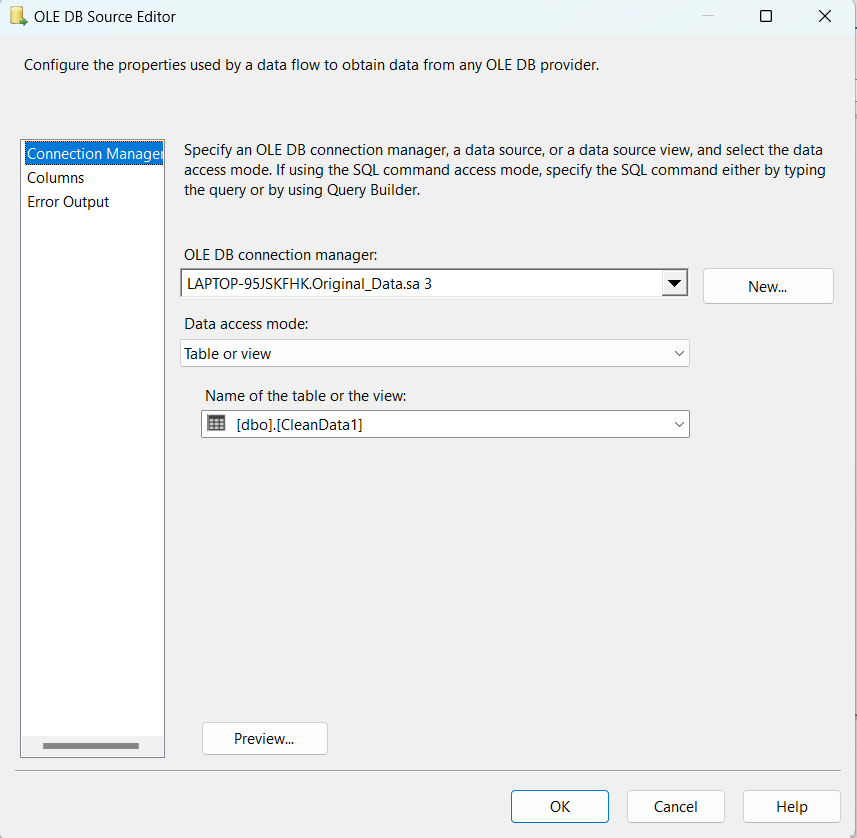 OLE DB Source Editor
Configure the properties used by a data flow to obtain data from any OLE DB provider.
Connection Manager
Columns
Error Output
Specify an OLE DB connection manager, a data source, or a data source view, and select the data
access mode. If using the SQL command access mode, specify the SQL command either by typing
the query or by using Query Builder.
OLE DB connection manager:
LAPTOP-95JSKFHK.Original_Data.sa 3
New...
Data access mode:
Table or view
Name of the table or the view:
[dbo].[CleanData1]
Preview...
OK
Cancel
Help